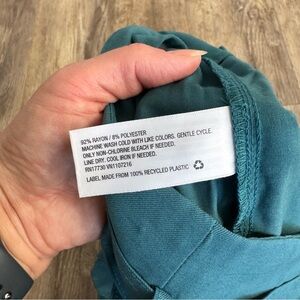 92% RAYON / 8% POLYESTER
MACHINE WASH COLD WITH LIKE COLORS. GENTLE CYCLE.
ONLY NON-CHLORINE BLEACH IF NEEDED.
LINE DRY. COOL IRON IF NEEDED.
RN17730 VN1107216
LABEL MADE FROM 100% RECYCLED PLASTIC